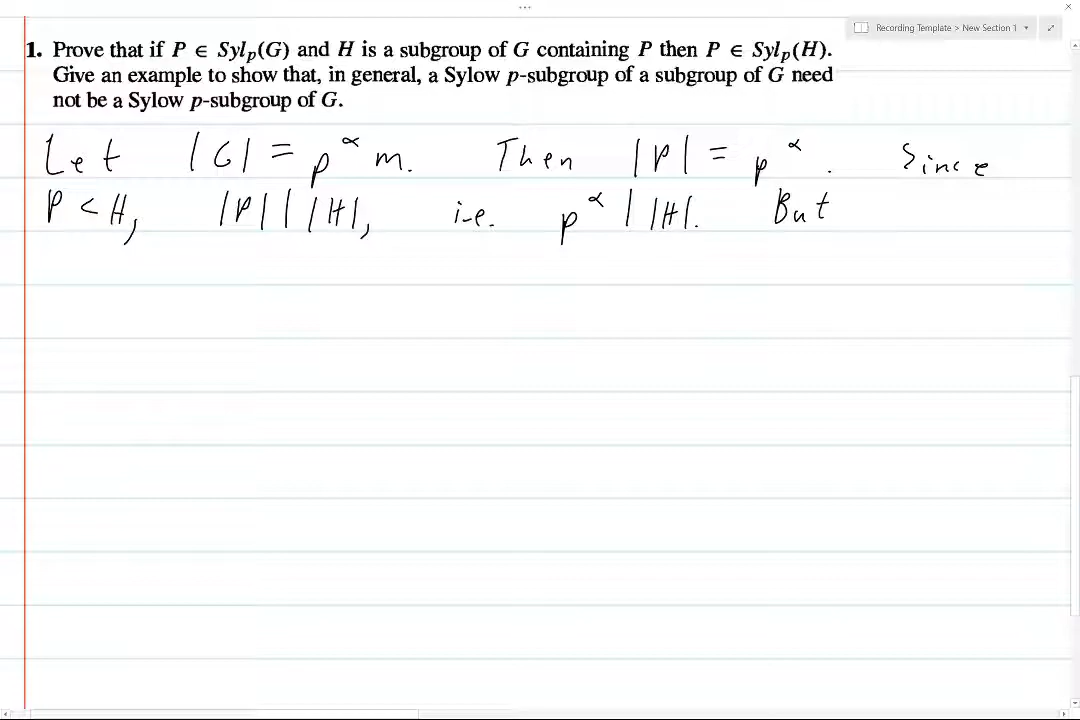 Recording Template > New Section 1
1. Prove that if P ∈ Sylₚ(G) and H is a subgroup of G containing P then P ∈ Sylₚ(H).
Give an example to show that, in general, a Sylow p-subgroup of a subgroup of G need
not be a Sylow p-subgroup of G.
Let |G| = p^α m. Then |P| = p^α. Since
P < H, |P| | |H|, i.e. p^α | |H|. But